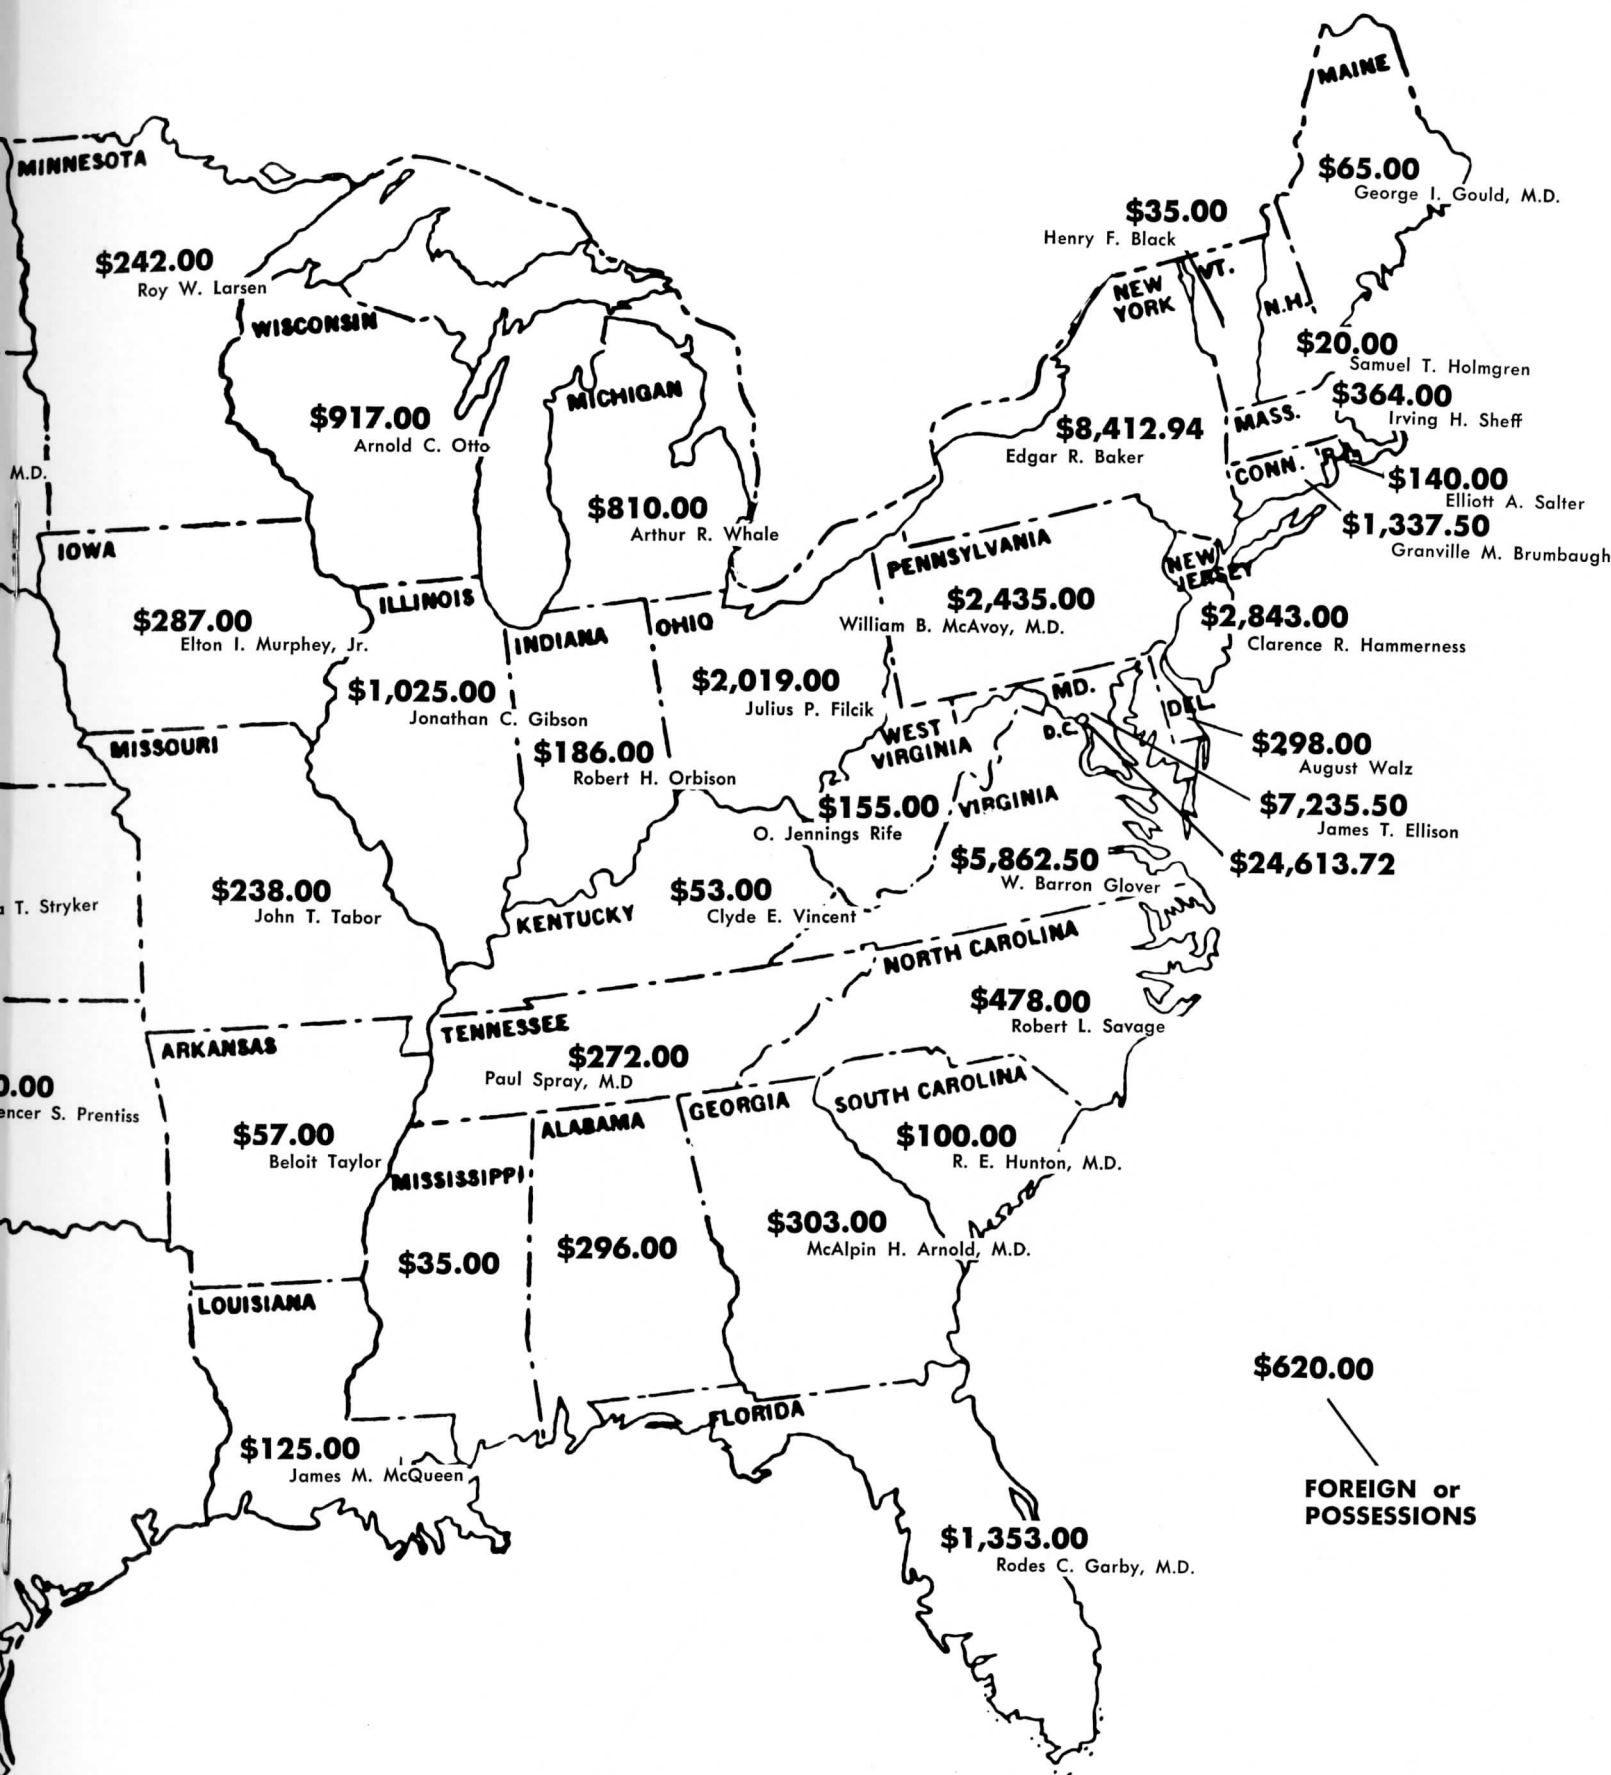 MAINE
$65.00
George I. Gould, M.D.
MINNESOTA
$242.00
Roy W. Larsen
$35.00
Henry F. Black
NEW
YORK
VT.
N.H.
$20.00
Samuel T. Holmgren
WISCONSIN
$917.00
Arnold C. Otto
MICHIGAN
$810.00
Arthur R. Whale
$8,412.94
Edgar R. Baker
MASS.
$364.00
Irving H. Sheff
CONN.
R.I.
$140.00
Elliott A. Salter
$1,337.50
Granville M. Brumbaugh
M.D.
IOWA
$287.00
Elton I. Murphey, Jr.
ILLINOIS
$1,025.00
Jonathan C. Gibson
INDIANA
$186.00
Robert H. Orbison
OHIO
$2,019.00
Julius P. Filcik
PENNSYLVANIA
$2,435.00
William B. McAvoy, M.D.
NEW
JERSEY
$2,843.00
Clarence R. Hammerness
MD.
DEL.
D.C.
$298.00
August Walz
$7,235.50
James T. Ellison
$24,613.72
WEST
VIRGINIA
$155.00
O. Jennings Rife
VIRGINIA
$5,862.50
W. Barron Glover
MISSOURI
$238.00
John T. Tabor
T. Stryker
KENTUCKY
$53.00
Clyde E. Vincent
NORTH CAROLINA
$478.00
Robert L. Savage
TENNESSEE
$272.00
Paul Spray, M.D
ARKANSAS
$57.00
Beloit Taylor
0.00
encer S. Prentiss
MISSISSIPPI
$35.00
ALABAMA
$296.00
GEORGIA
$303.00
McAlpin H. Arnold, M.D.
SOUTH CAROLINA
$100.00
R. E. Hunton, M.D.
LOUISIANA
$125.00
James M. McQueen
FLORIDA
$1,353.00
Rodes C. Garby, M.D.
$620.00
FOREIGN or
POSSESSIONS